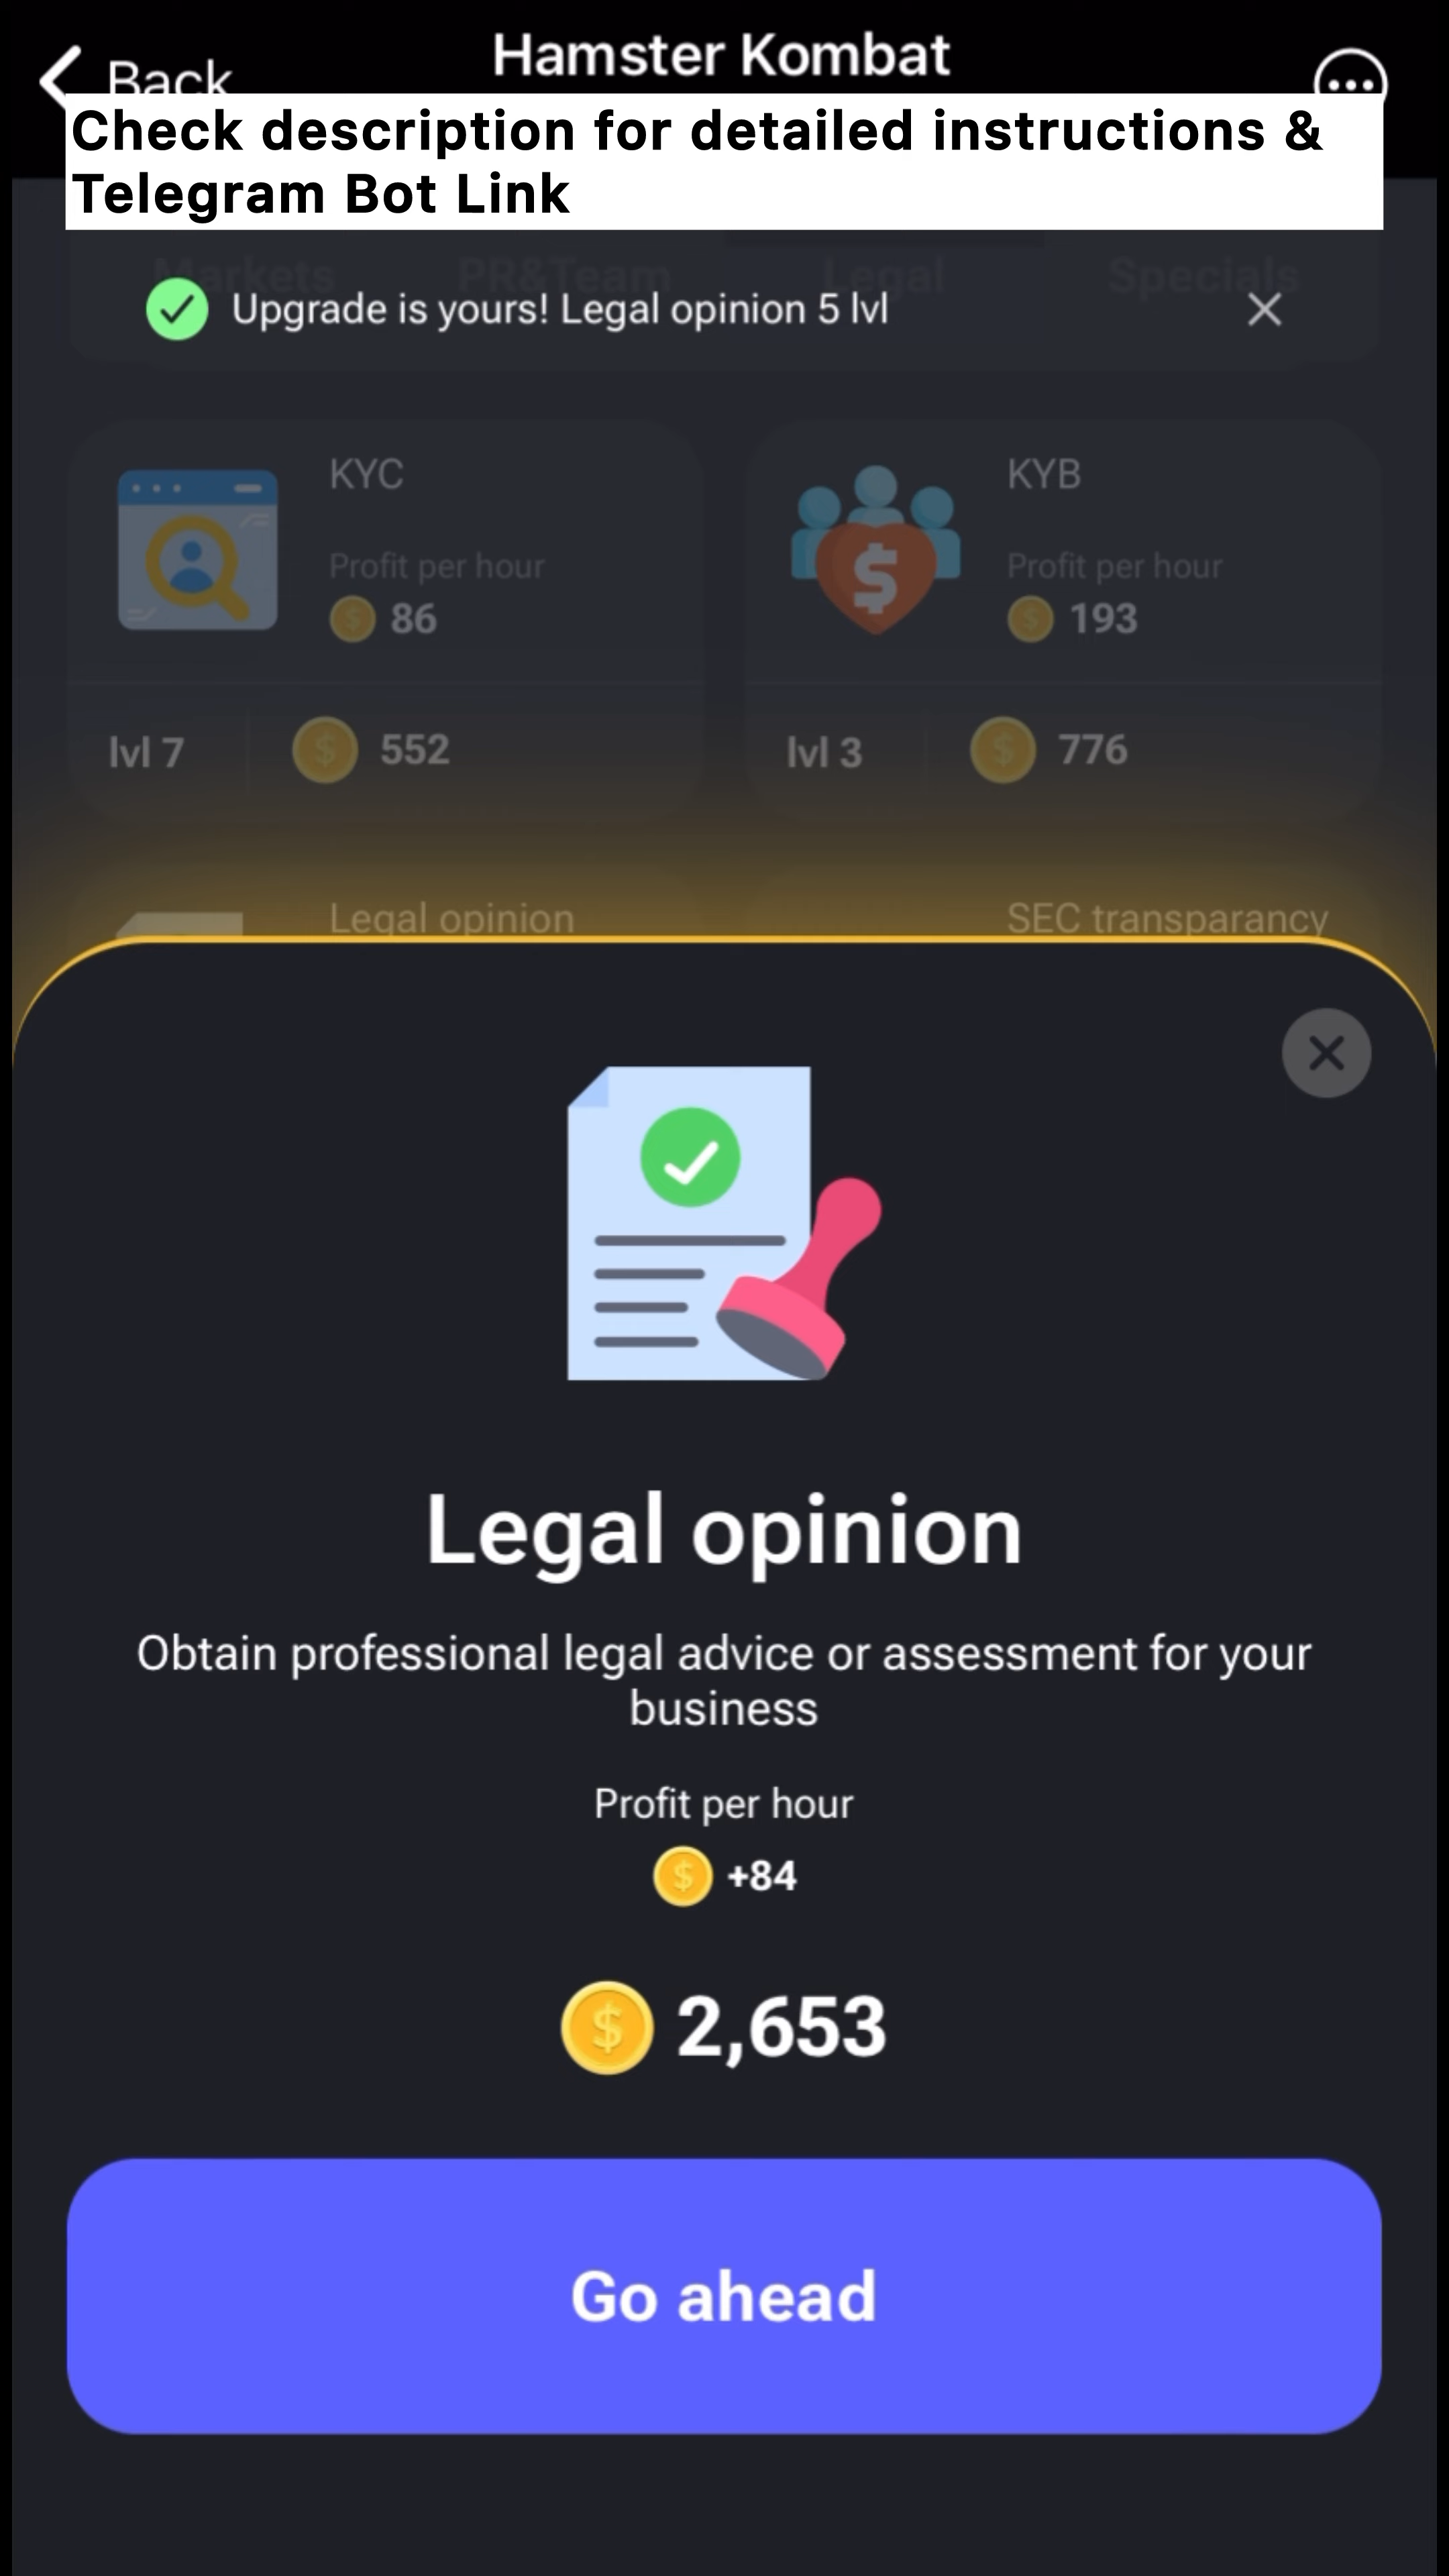 Hamster Kombat
Back
Check description for detailed instructions &
Telegram Bot Link
Markets PR&Team Legal Specials
Upgrade is yours! Legal opinion 5 lvl
KYC
Profit per hour
86
lvl 7
552
KYB
Profit per hour
193
lvl 3
776
Legal opinion
SEC transparancy
Legal opinion
Obtain professional legal advice or assessment for your
business
Profit per hour
+84
2,653
Go ahead